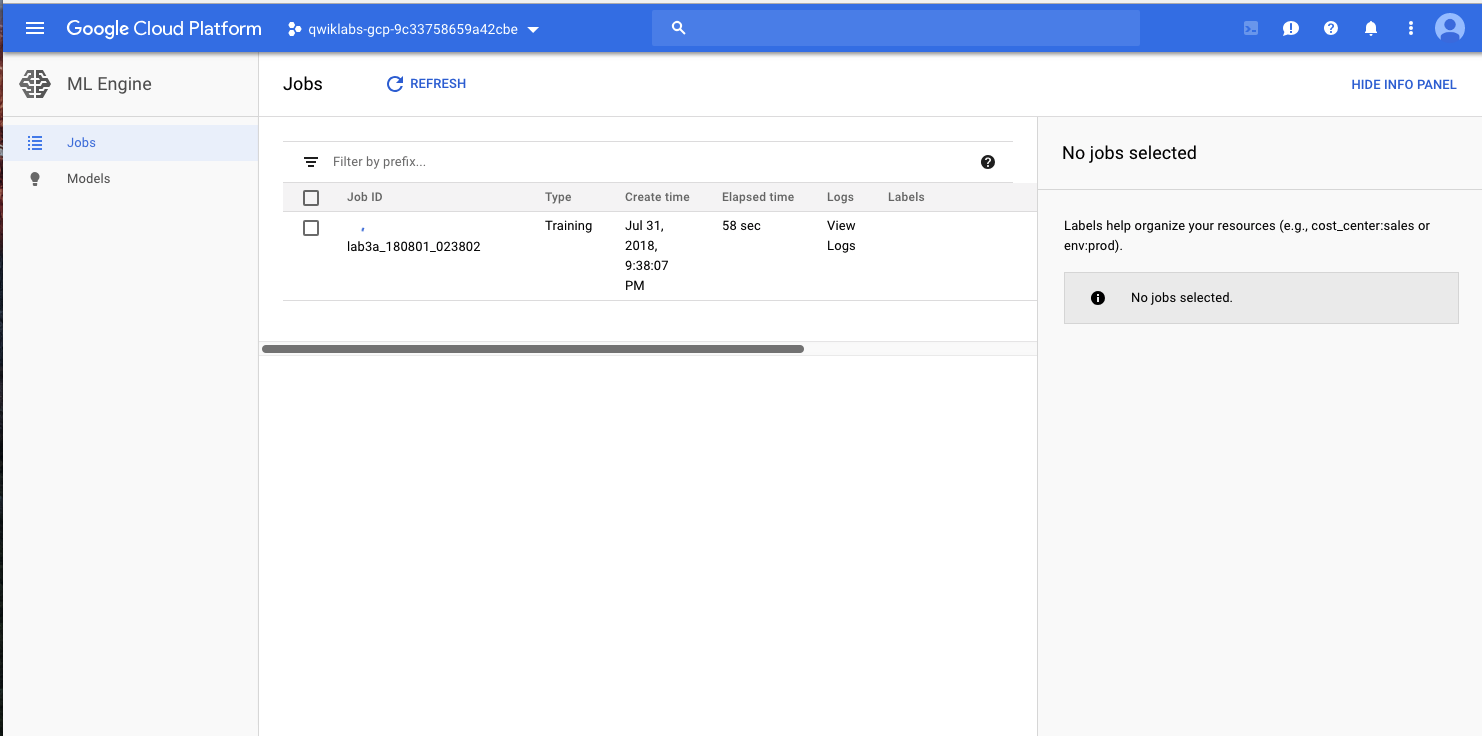 Google Cloud Platform
qwiklabs-gcp-9c33758659a42cbe
ML Engine
Jobs
REFRESH
HIDE INFO PANEL
Jobs
Models
Filter by prefix...
Job ID
Type
Create time
Elapsed time
Logs
Labels
lab3a_180801_023802
Training
Jul 31,
2018,
9:38:07
PM
58 sec
View
Logs
No jobs selected
Labels help organize your resources (e.g., cost_center:sales or
env:prod).
No jobs selected.